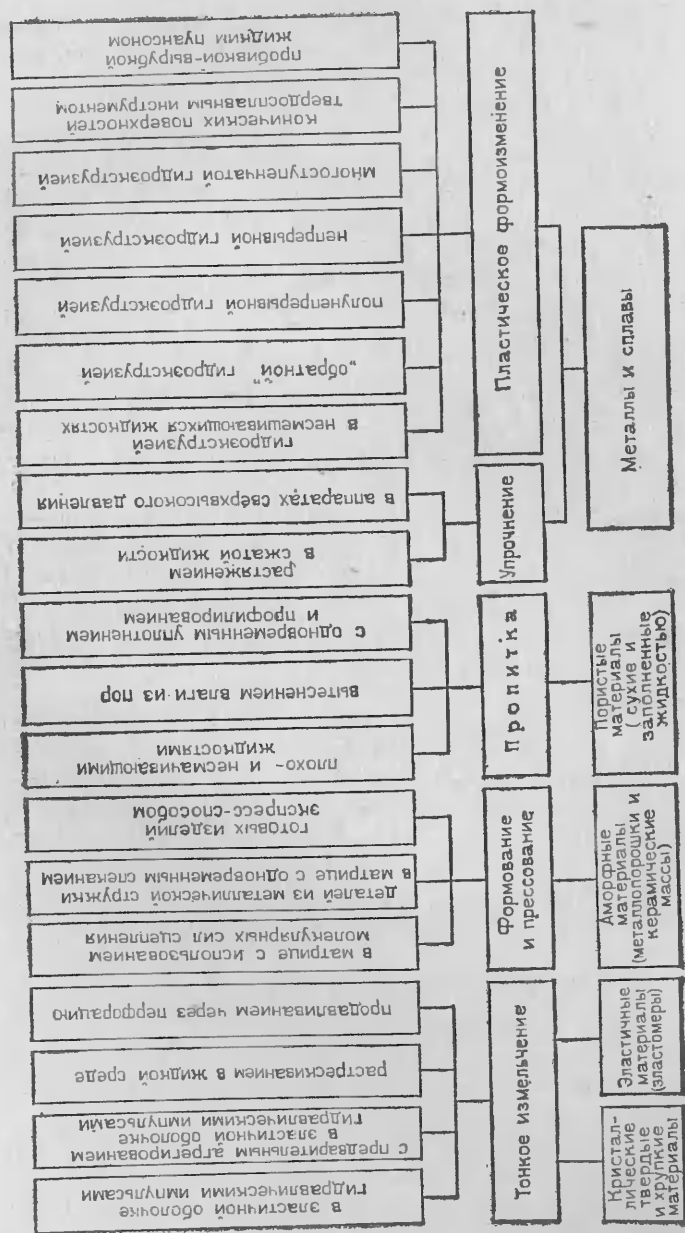 жидким пуансоном
пробивкой-вырубкой
твердосплавным инструментом
конических поверхностей
многоступенчатой гидроэкструзией
непрерывной гидроэкструзией
полунепрерывной гидроэкструзией
„обратной“ гидроэкструзией
в несмешивающихся жидкостях
гидроэкструзией
в аппаратах сверхвысокого давления
в сжатой жидкости
растяжением
и профилированием
с одновременным уплотнением
вытеснением влаги из пор
жидкостями
плохо- и несмачивающими
экспресс-способом
готовых изделий
в матрице с одновременным спеканием
деталей из металлической стружки
молекулярных сил сцепления
в матрице с использованием
продавливанием через перфорацию
растрескиванием в жидкой среде
гидравлическими импульсами
в эластичной оболочке
с предварительным агрегированием
гидравлическими импульсами
в эластичной оболочке
Пластическое формоизменение
Упрочнение
Пропитка
Формование
и прессование
Тонкое измельчение
Металлы и сплавы
Пористые
материалы
(сухие и
заполненные
жидкостью)
Аморфные
материалы
(металлопорошки и
керамические
массы)
Эластичные
материалы
(эластомеры)
Кристал-
лические
твердые
и хрупкие
материалы